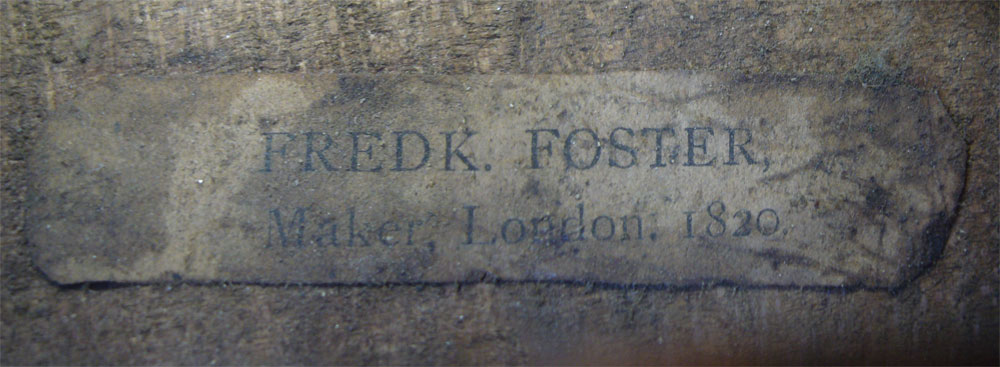 FREDK. FOSTER,
Maker, London. 1820.